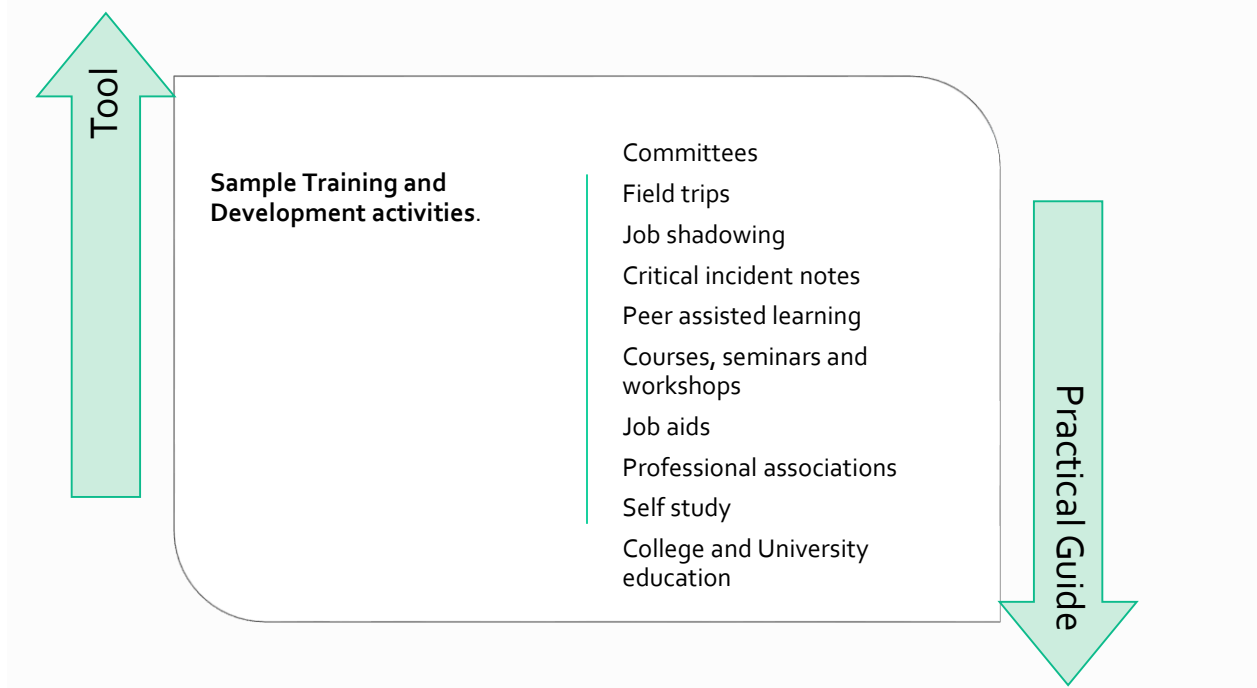 Tool
Sample Training and
Development activities.
Committees
Field trips
Job shadowing
Critical incident notes
Peer assisted learning
Courses, seminars and
workshops
Job aids
Professional associations
Self study
College and University
education
Practical Guide